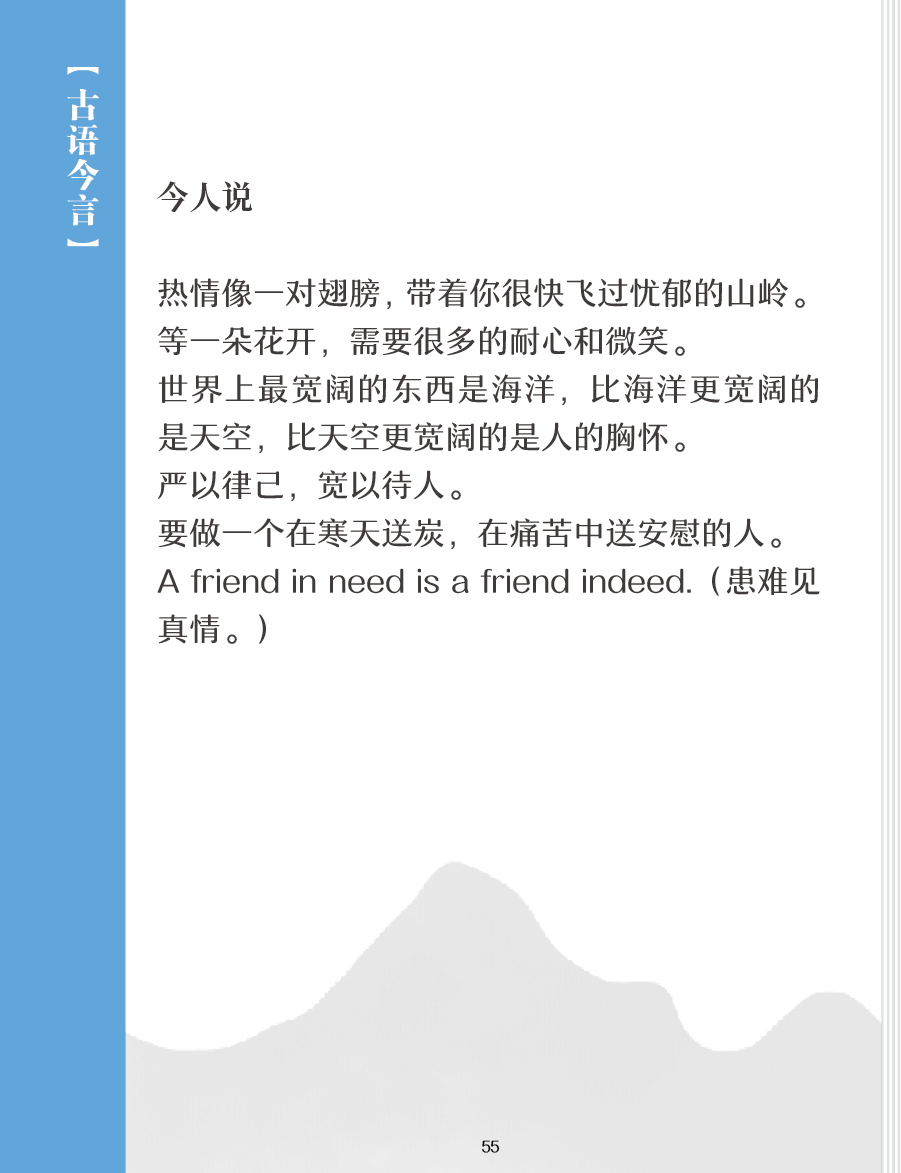 【古语今言】
今人说
热情像一对翅膀，带着你很快飞过忧郁的山岭。
等一朵花开，需要很多的耐心和微笑。
世界上最宽阔的东西是海洋，比海洋更宽阔的
是天空，比天空更宽阔的是人的胸怀。
严以律己，宽以待人。
要做一个在寒天送炭，在痛苦中送安慰的人。
A friend in need is a friend indeed.（患难见
真情。）
55